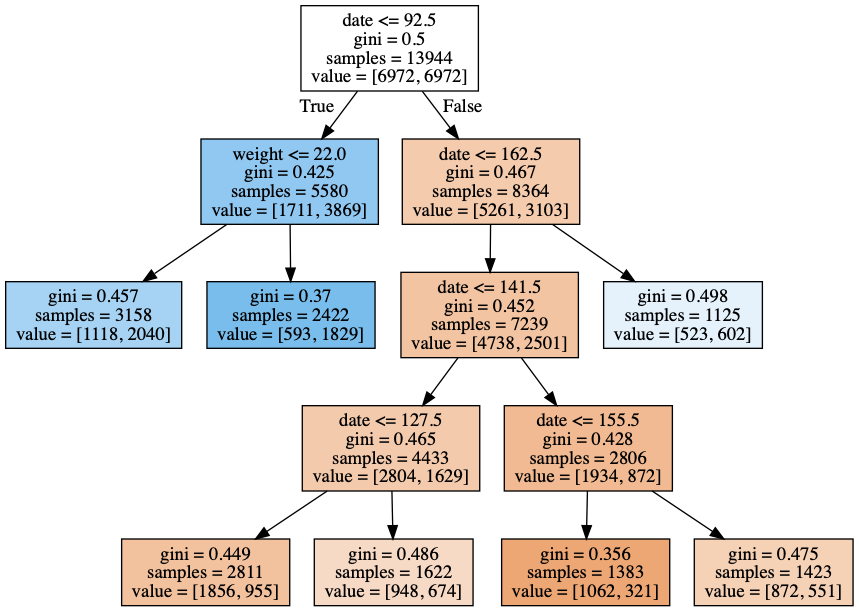 date <= 92.5
gini = 0.5
samples = 13944
value = [6972, 6972]
True
False
weight <= 22.0
gini = 0.425
samples = 5580
value = [1711, 3869]
date <= 162.5
gini = 0.467
samples = 8364
value = [5261, 3103]
gini = 0.457
samples = 3158
value = [1118, 2040]
gini = 0.37
samples = 2422
value = [593, 1829]
date <= 141.5
gini = 0.452
samples = 7239
value = [4738, 2501]
gini = 0.498
samples = 1125
value = [523, 602]
date <= 127.5
gini = 0.465
samples = 4433
value = [2804, 1629]
date <= 155.5
gini = 0.428
samples = 2806
value = [1934, 872]
gini = 0.449
samples = 2811
value = [1856, 955]
gini = 0.486
samples = 1622
value = [948, 674]
gini = 0.356
samples = 1383
value = [1062, 321]
gini = 0.475
samples = 1423
value = [872, 551]